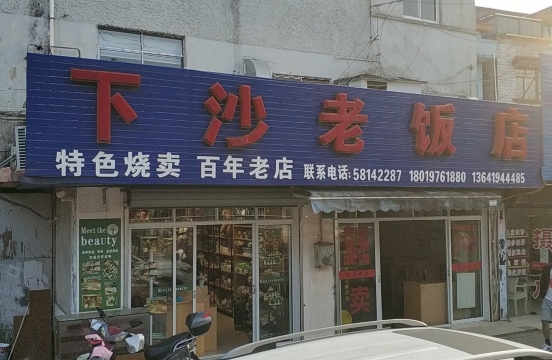 下沙老饭店
特色烧卖 百年老店 联系电话:58142287 18019761880 13641944485
Meet the
beauty
卖